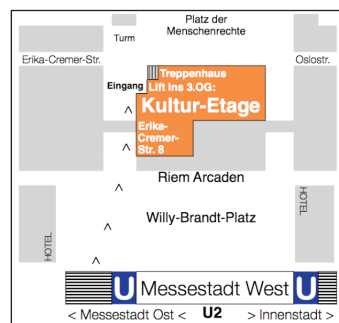 Platz der
Menschenrechte
Turm
Erika-Cremer-Str.
Oslostr.
Treppenhaus
Eingang
Lift ins 3.OG:
Kultur-Etage
Erika-
Cremer-
Str. 8
Riem Arcaden
Willy-Brandt-Platz
HOTEL
HOTEL
U Messestadt West U
< Messestadt Ost < U2 > Innenstadt >